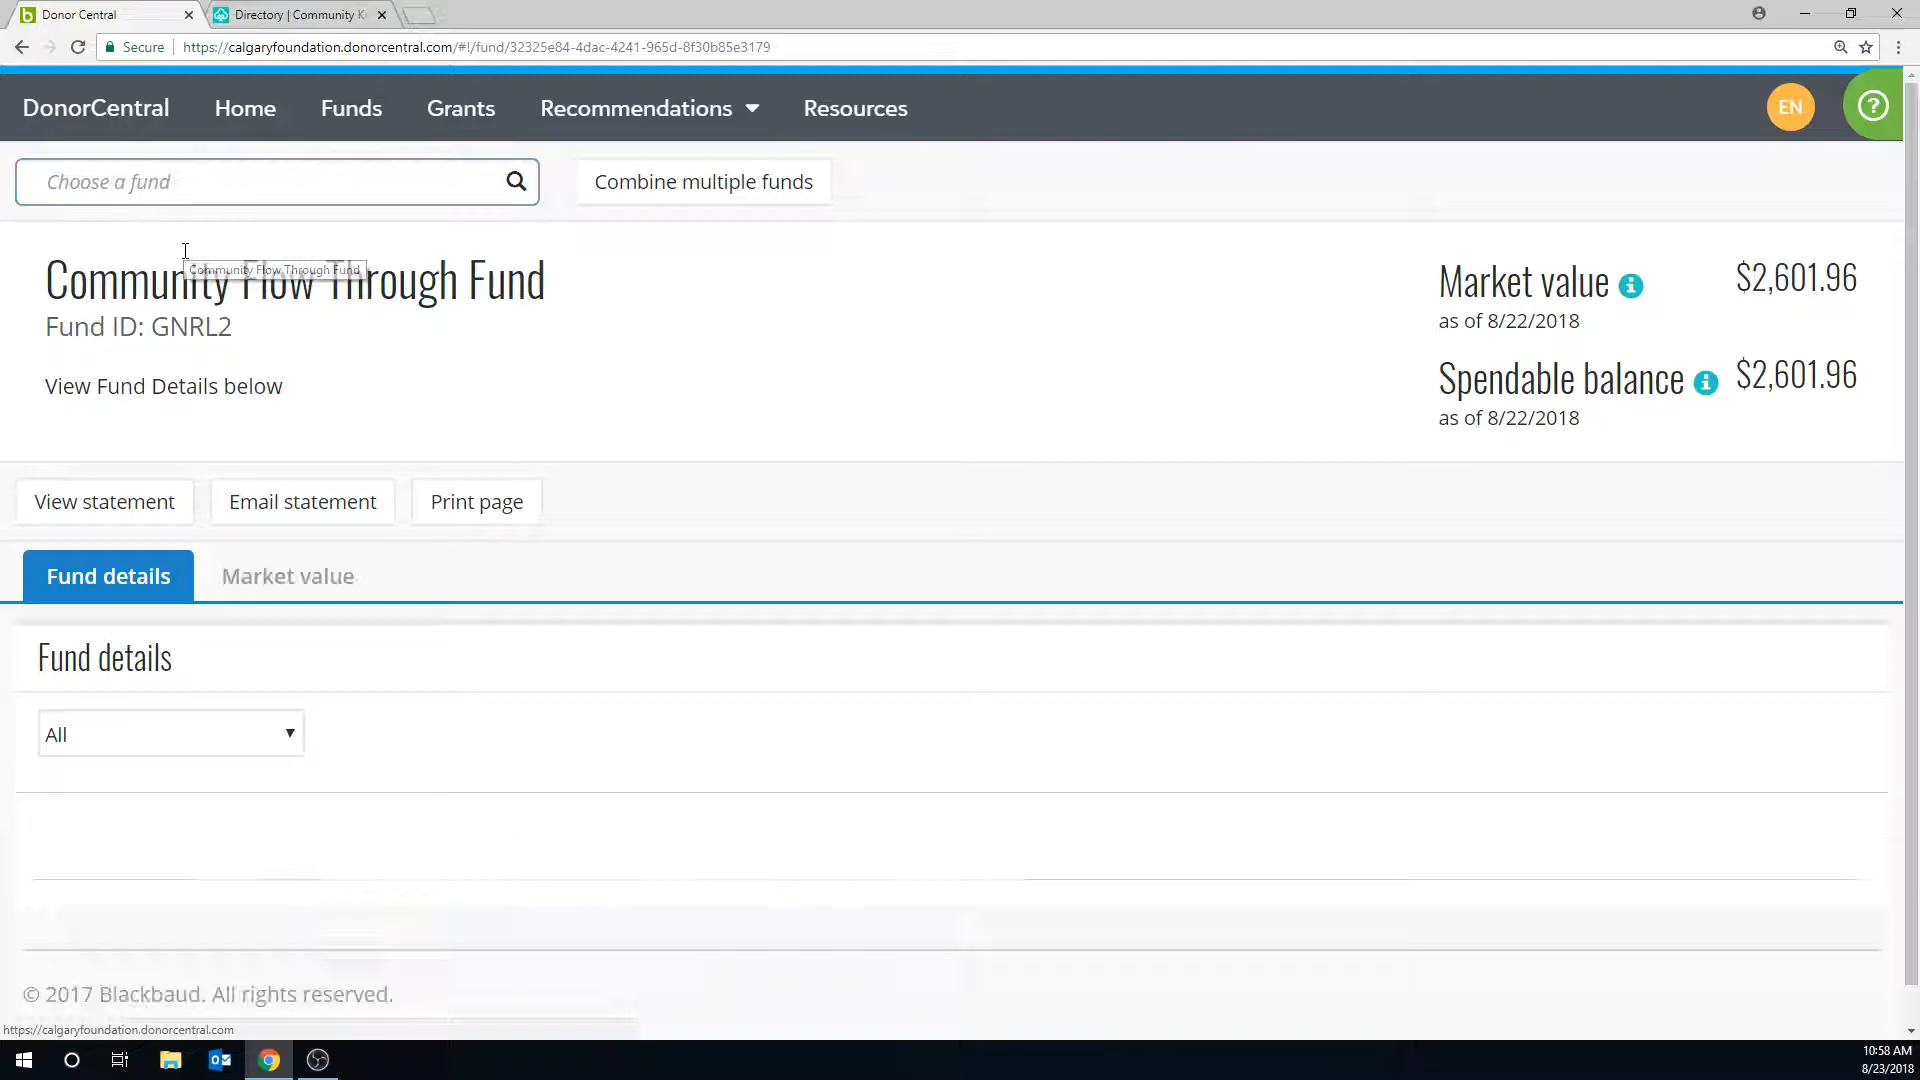 Donor Central
Directory | Community K
Secure
https://calgaryfoundation.donorcentral.com/#!/fund/32325e84-4dac-4241-965d-8f30b85e3179
DonorCentral
Home
Funds
Grants
Recommendations
Resources
EN
?
Choose a fund
Combine multiple funds
Community Flow Through Fund
Community Flow Through Fund
Fund ID: GNRL2
View Fund Details below
Market value
$2,601.96
as of 8/22/2018
Spendable balance
$2,601.96
as of 8/22/2018
View statement
Email statement
Print page
Fund details
Market value
Fund details
All
© 2017 Blackbaud. All rights reserved.
https://calgaryfoundation.donorcentral.com
10:58 AM
8/23/2018